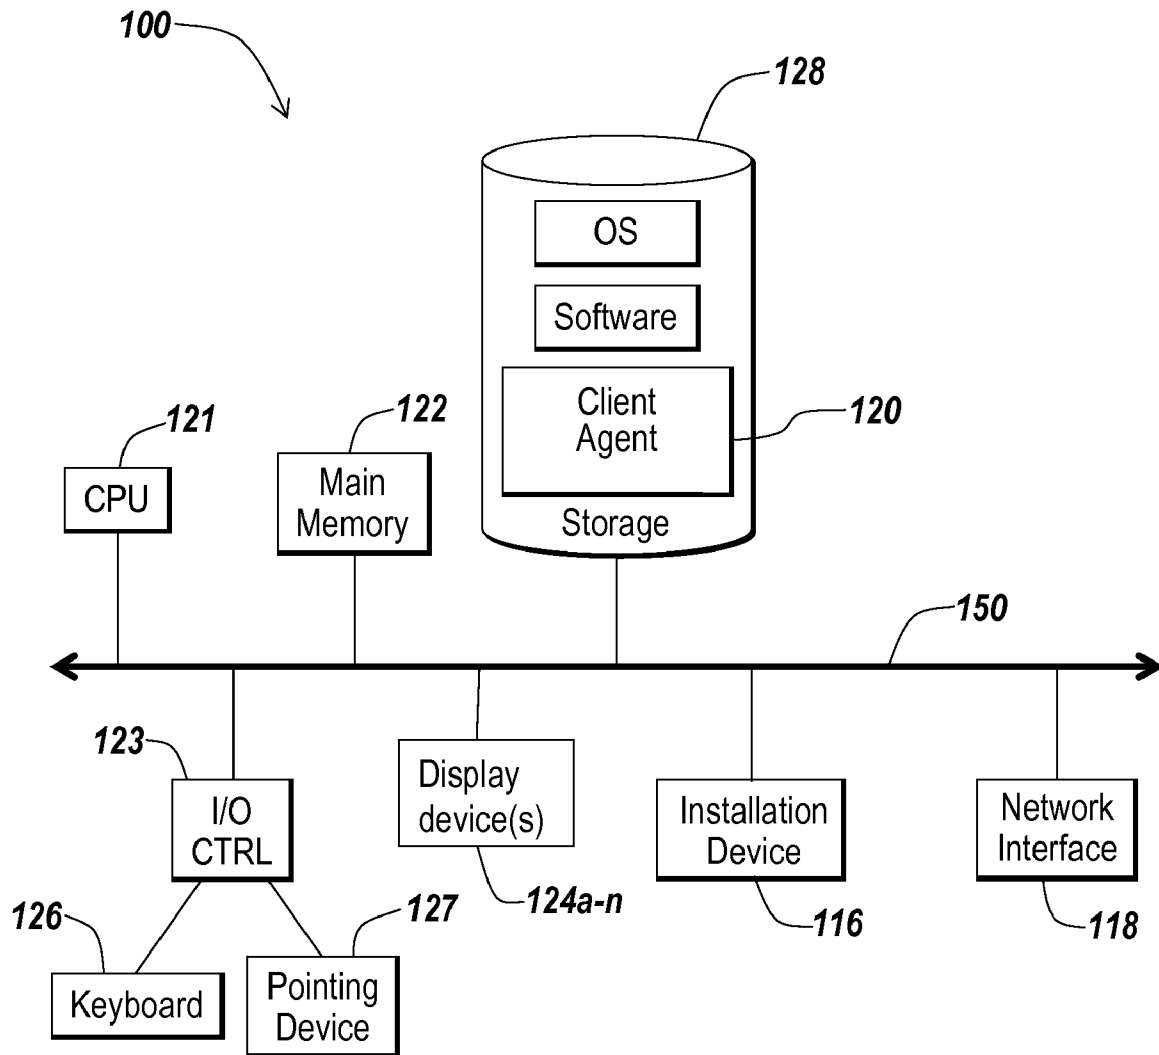 100
128
OS
Software
Client
Agent
120
Storage
121
CPU
122
Main
Memory
150
123
I/O
CTRL
Display
device(s)
124a-n
Installation
Device
116
Network
Interface
118
126
Keyboard
127
Pointing
Device